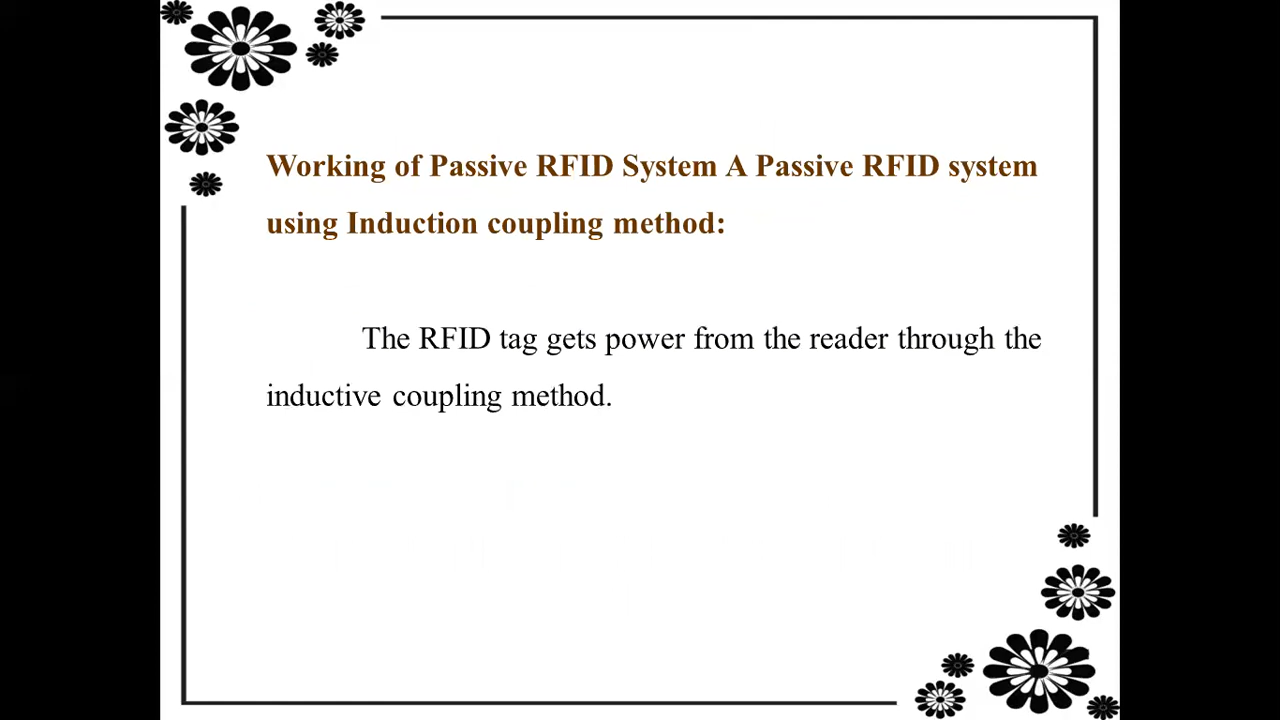 Working of Passive RFID System A Passive RFID system
using Induction coupling method:
The RFID tag gets power from the reader through the
inductive coupling method.